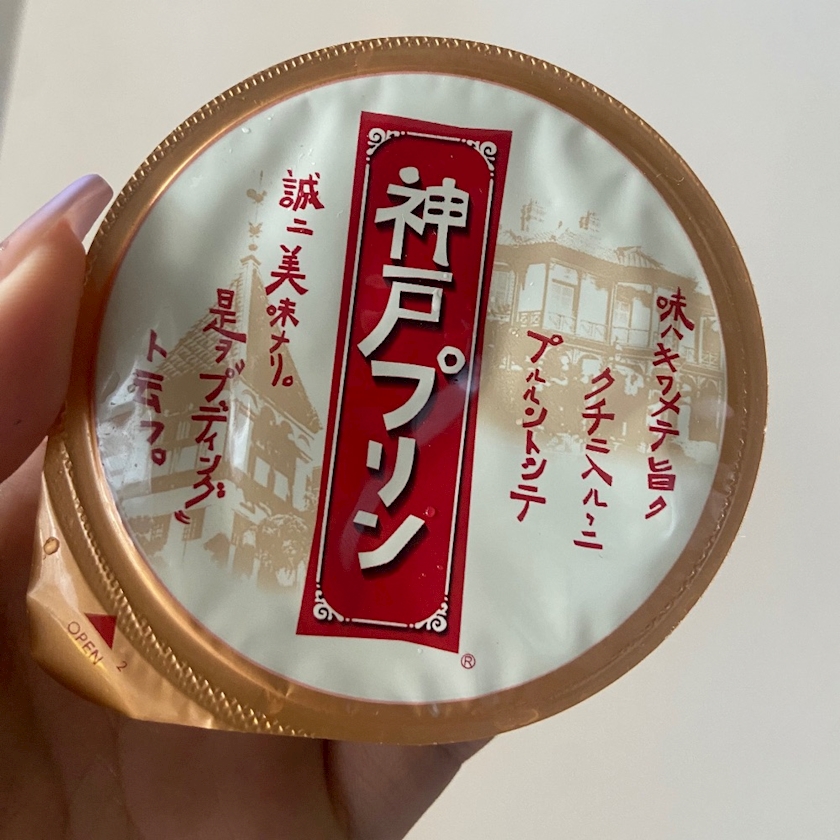 神戸プリン
®
味ハキワメテ旨ク
クチニ入ルヽニ
プルルントシテ
誠ニ美味ナリ。
是ヲプディング
ト云フ。
OPEN
2